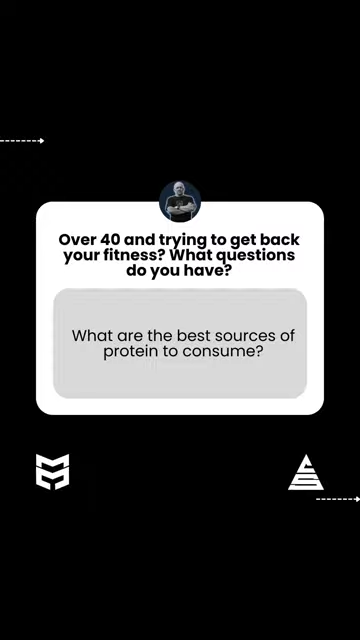 Over 40 and trying to get back
your fitness? What questions
do you have?
What are the best sources of
protein to consume?